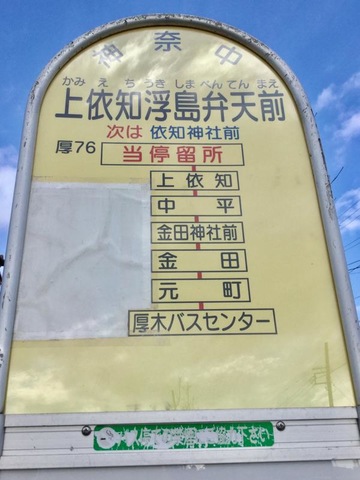 神奈中
かみえちうきしまべんてんまえ
上依知浮島弁天前
次は 依知神社前
厚76 当停留所
上依知
中平
金田神社前
金田
元町
厚木バスセンター